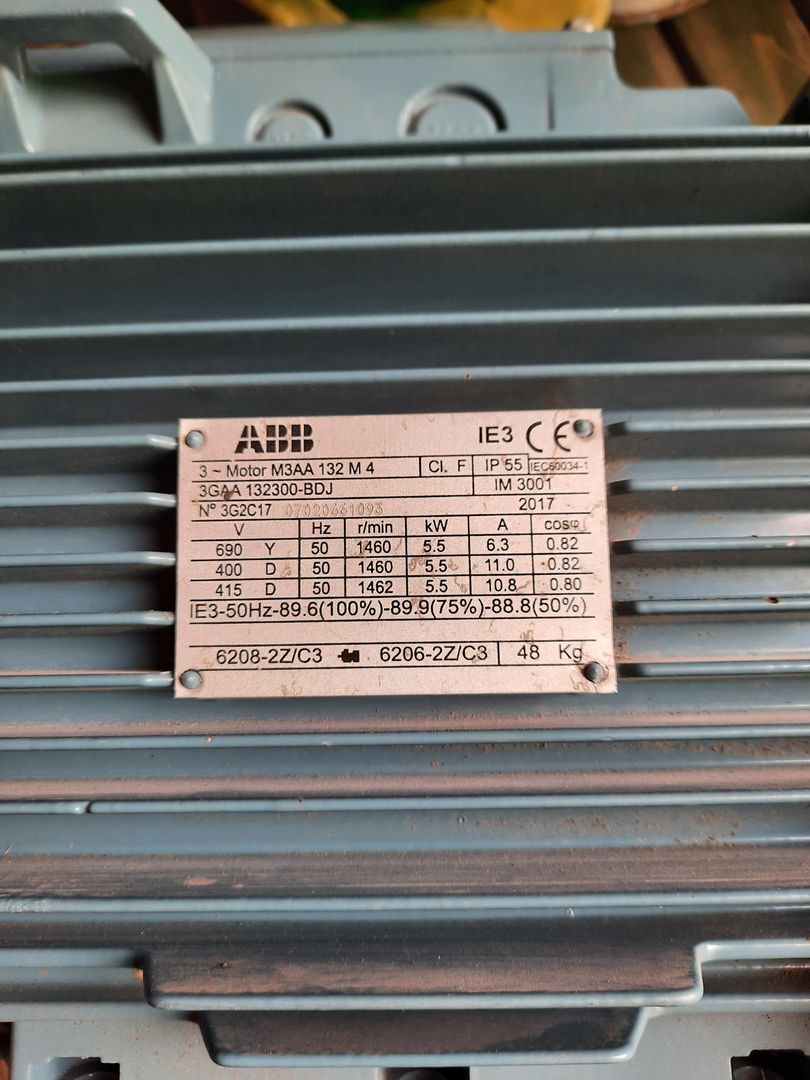 ABB IE3 CE
3 ~ Motor M3AA 132 M 4 Cl. F IP 55 IEC60034-1
3GAA 132300-BDJ IM 3001
N° 3G2C17 07020661093 2017
V Hz r/min kW A cosφ
690 Y 50 1460 5.5 6.3 0.82
400 D 50 1460 5.5 11.0 0.82
415 D 50 1462 5.5 10.8 0.80
IE3-50Hz-89.6(100%)-89.9(75%)-88.8(50%)
6208-2Z/C3 6206-2Z/C3 48 Kg